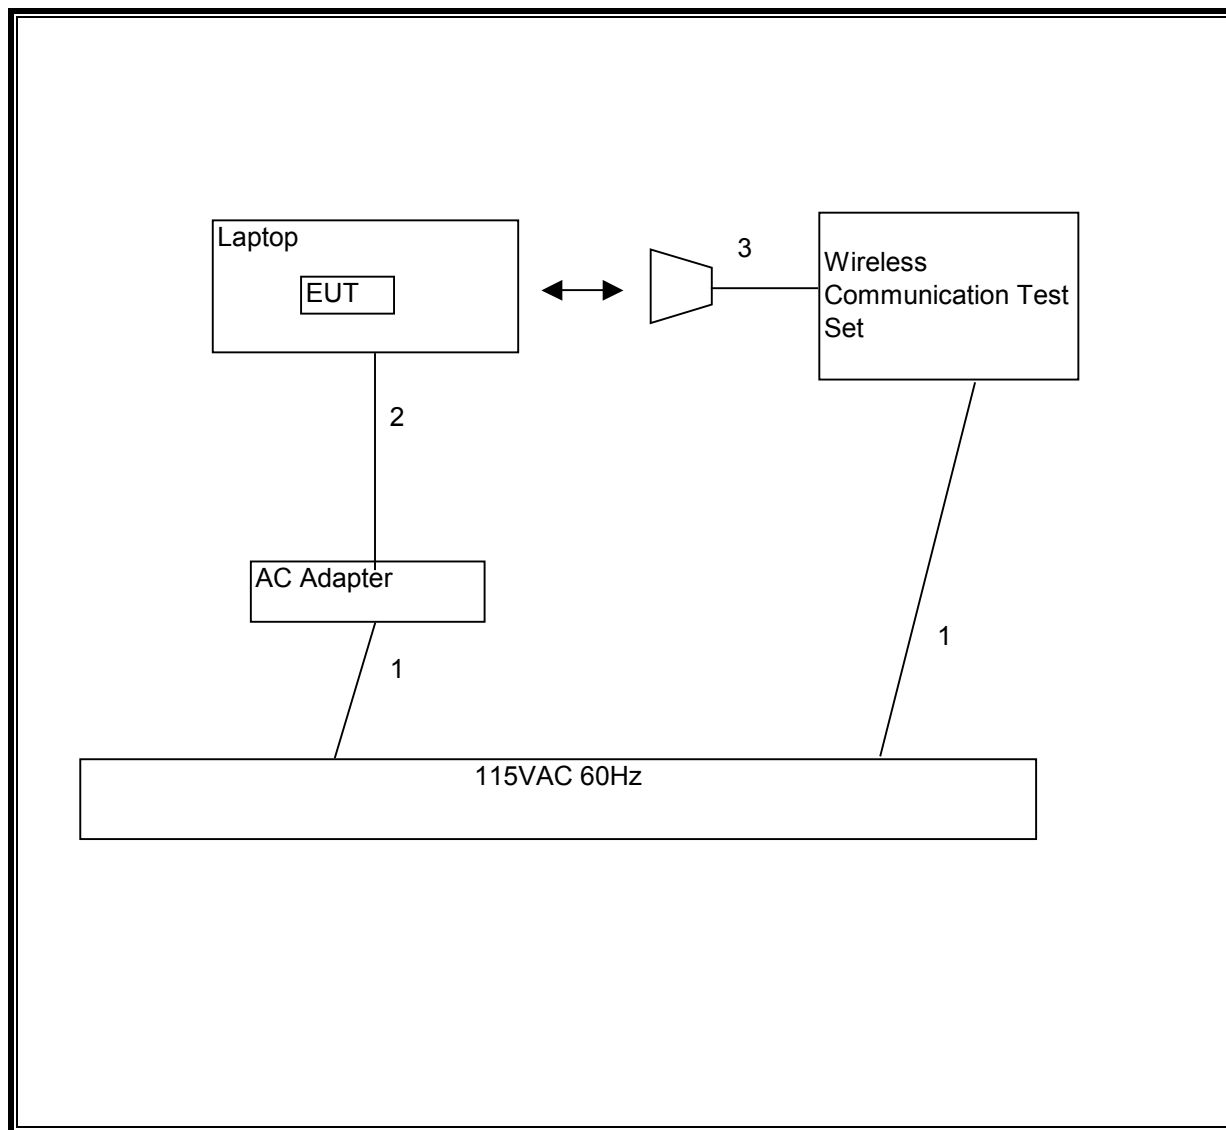 Laptop
EUT
3
Wireless
Communication Test
Set
2
AC Adapter
1
1
115VAC 60Hz